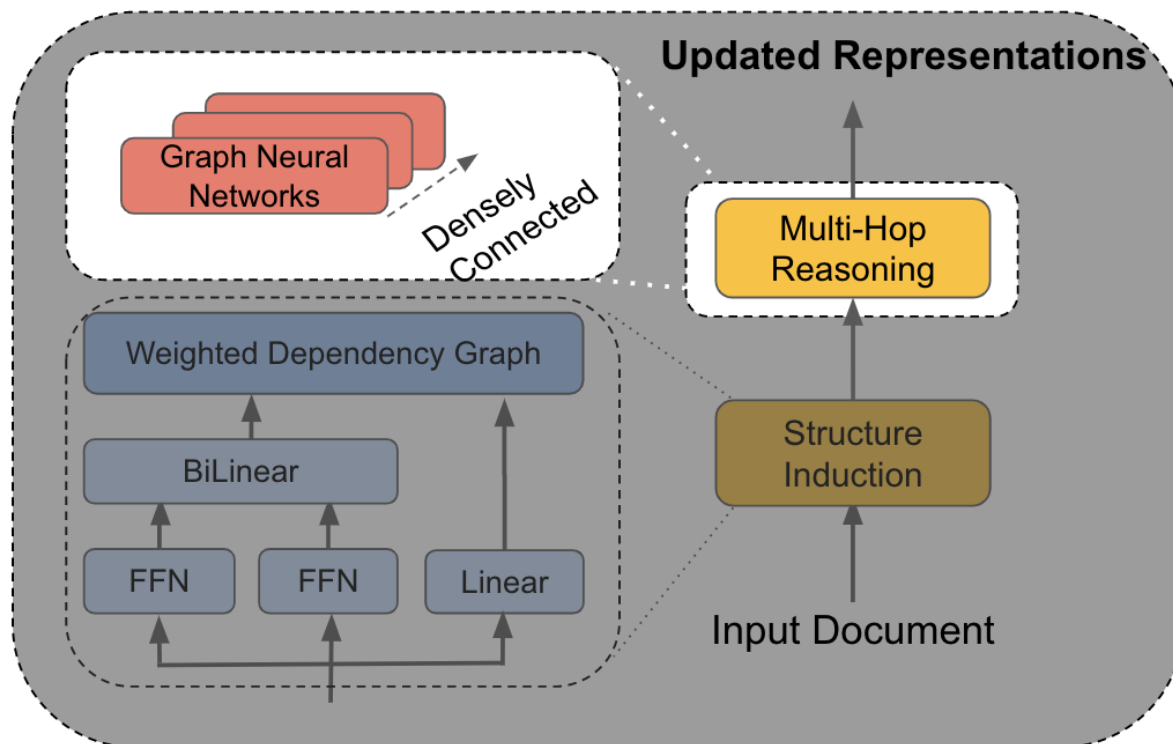 Updated Representations
Graph Neural
Networks
Densely
Connected
Multi-Hop
Reasoning
Weighted Dependency Graph
BiLinear
Structure
Induction
FFN
FFN
Linear
Input Document